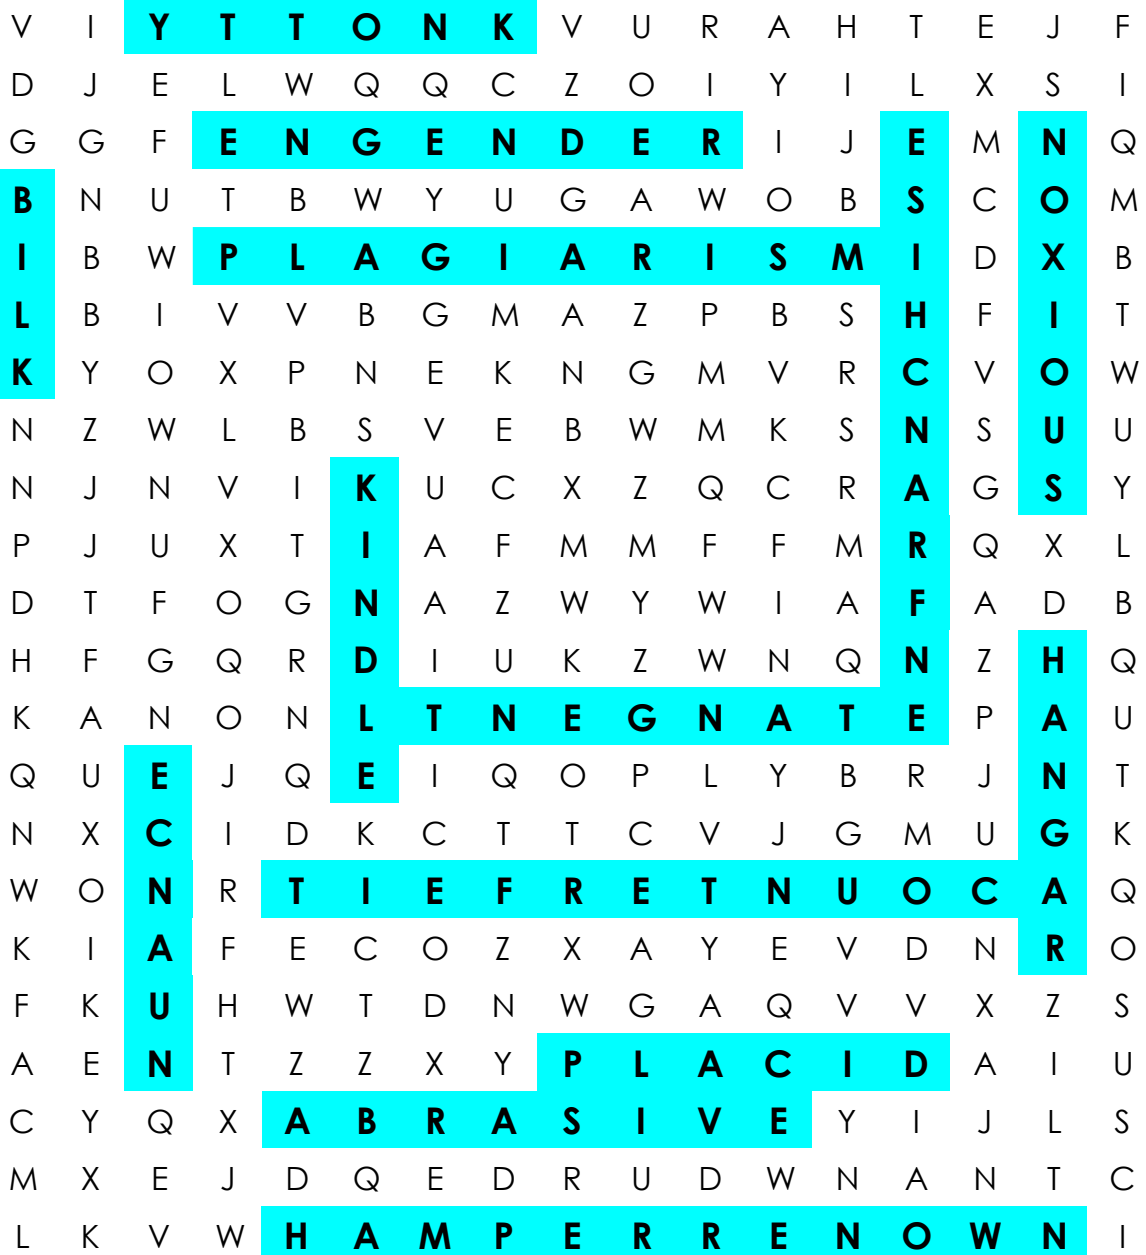 V I Y T T O N K V U R A H T E J F
D J E L W Q Q C Z O I Y I L X S I
G G F E N G E N D E R I J E M N Q
B N U T B W Y U G A W O B S C O M
I B W P L A G I A R I S M I D X B
L B I V V B G M A Z P B S H F I T
K Y O X P N E K N G M V R C V O W
N Z W L B S V E B W M K S N S U U
N J N V I K U C X Z Q C R A G S Y
P J U X T I A F M M F F M R Q X L
D T F O G N A Z W Y W I A F A D B
H F G Q R D I U K Z W N Q N Z H Q
K A N O N L T N E G N A T E P A U
Q U E J Q E I Q O P L Y B R J N T
N X C I D K C T T C V J G M U G K
W O N R T I E F R E T N U O C A Q
K I A F E C O Z X A Y E V D N R O
F K U H W T D N W G A Q V V X Z S
A E N T Z Z X Y P L A C I D A I U
C Y Q X A B R A S I V E Y I J L S
M X E J D Q E D R U D W N A N T C
L K V W H A M P E R R E N O W N I